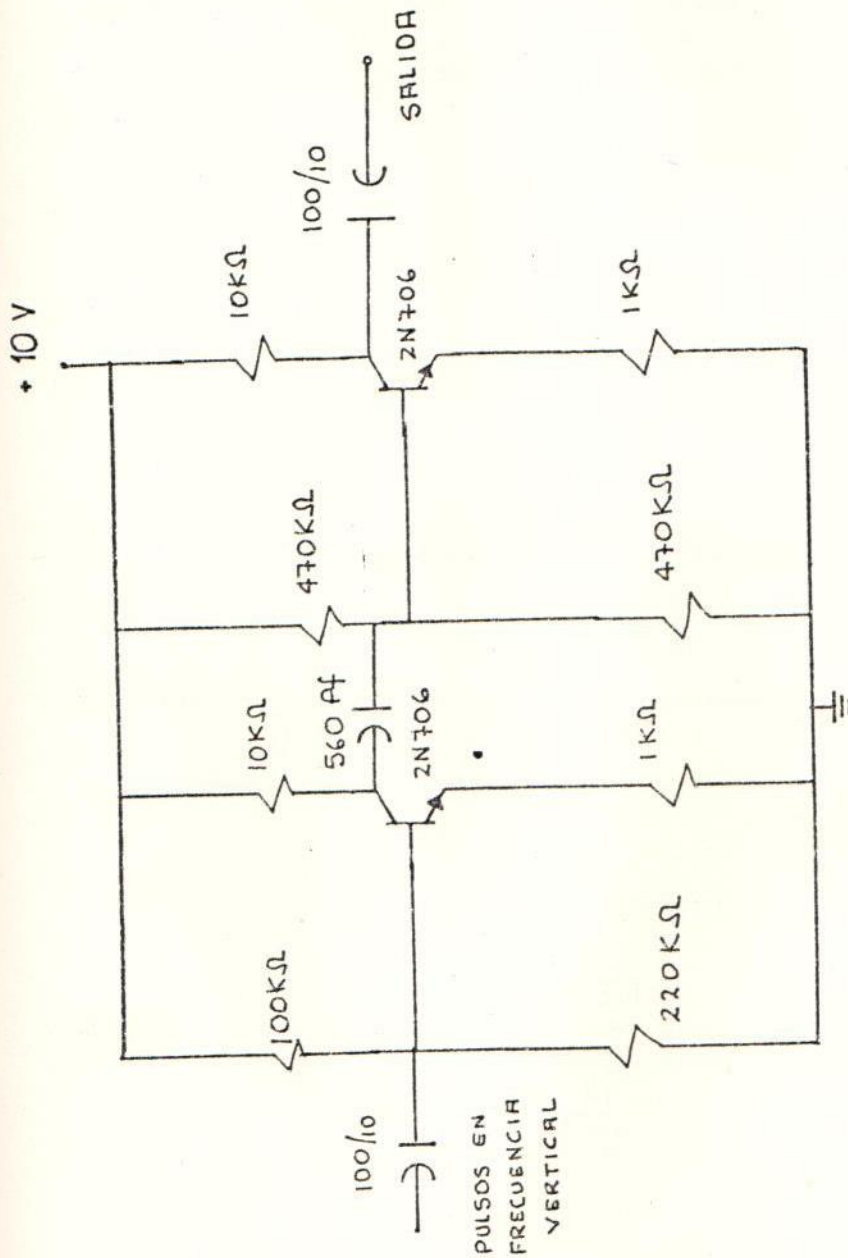 + 10 V
100/10
PULSOS EN
FRECUENCIA
VERTICAL
100KΩ
220KΩ
10KΩ
560 Pf
2N706
1KΩ
470KΩ
470KΩ
10KΩ
2N706
1KΩ
100/10
SALIDA